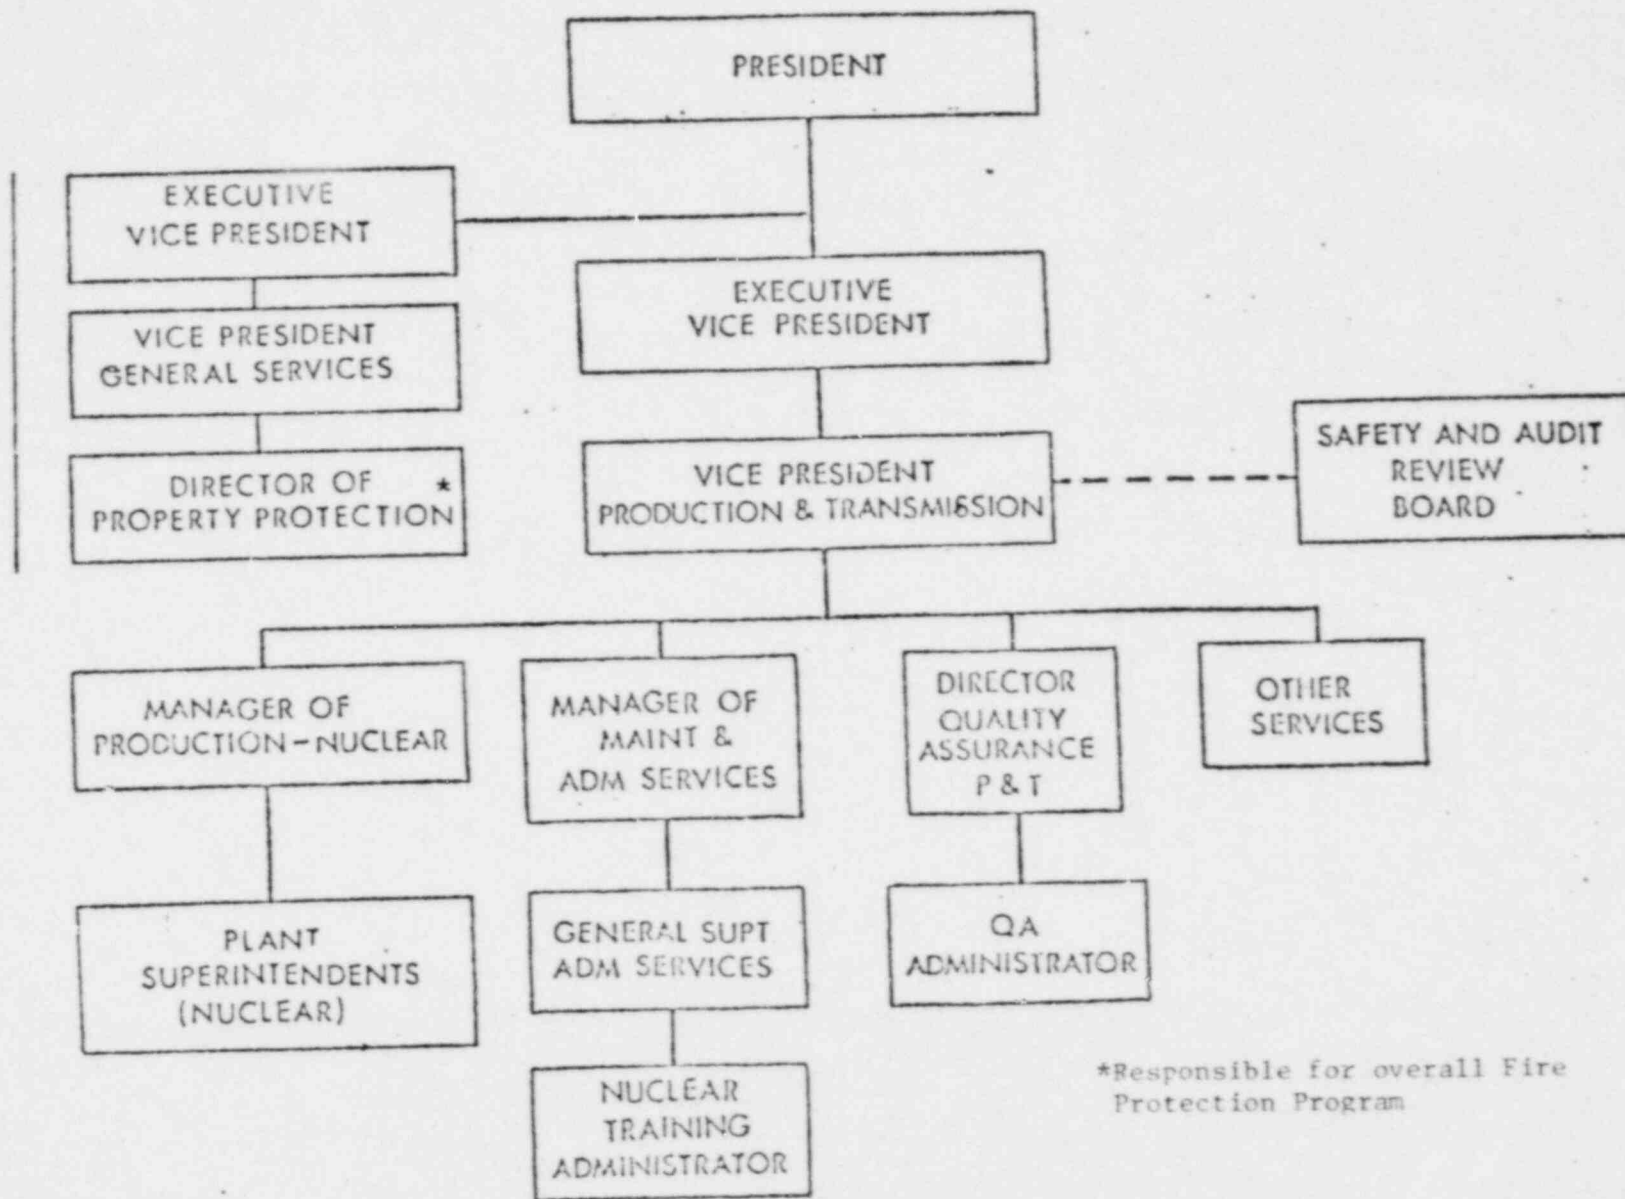 PRESIDENT
EXECUTIVE
VICE PRESIDENT
VICE PRESIDENT
GENERAL SERVICES
DIRECTOR OF *
PROPERTY PROTECTION
EXECUTIVE
VICE PRESIDENT
VICE PRESIDENT
PRODUCTION & TRANSMISSION
SAFETY AND AUDIT
REVIEW
BOARD
MANAGER OF
PRODUCTION-NUCLEAR
MANAGER OF
MAINT &
ADM SERVICES
DIRECTOR
QUALITY
ASSURANCE
P & T
OTHER
SERVICES
PLANT
SUPERINTENDENTS
(NUCLEAR)
GENERAL SUPT
ADM SERVICES
QA
ADMINISTRATOR
NUCLEAR
TRAINING
ADMINISTRATOR
*Responsible for overall Fire
Protection Program